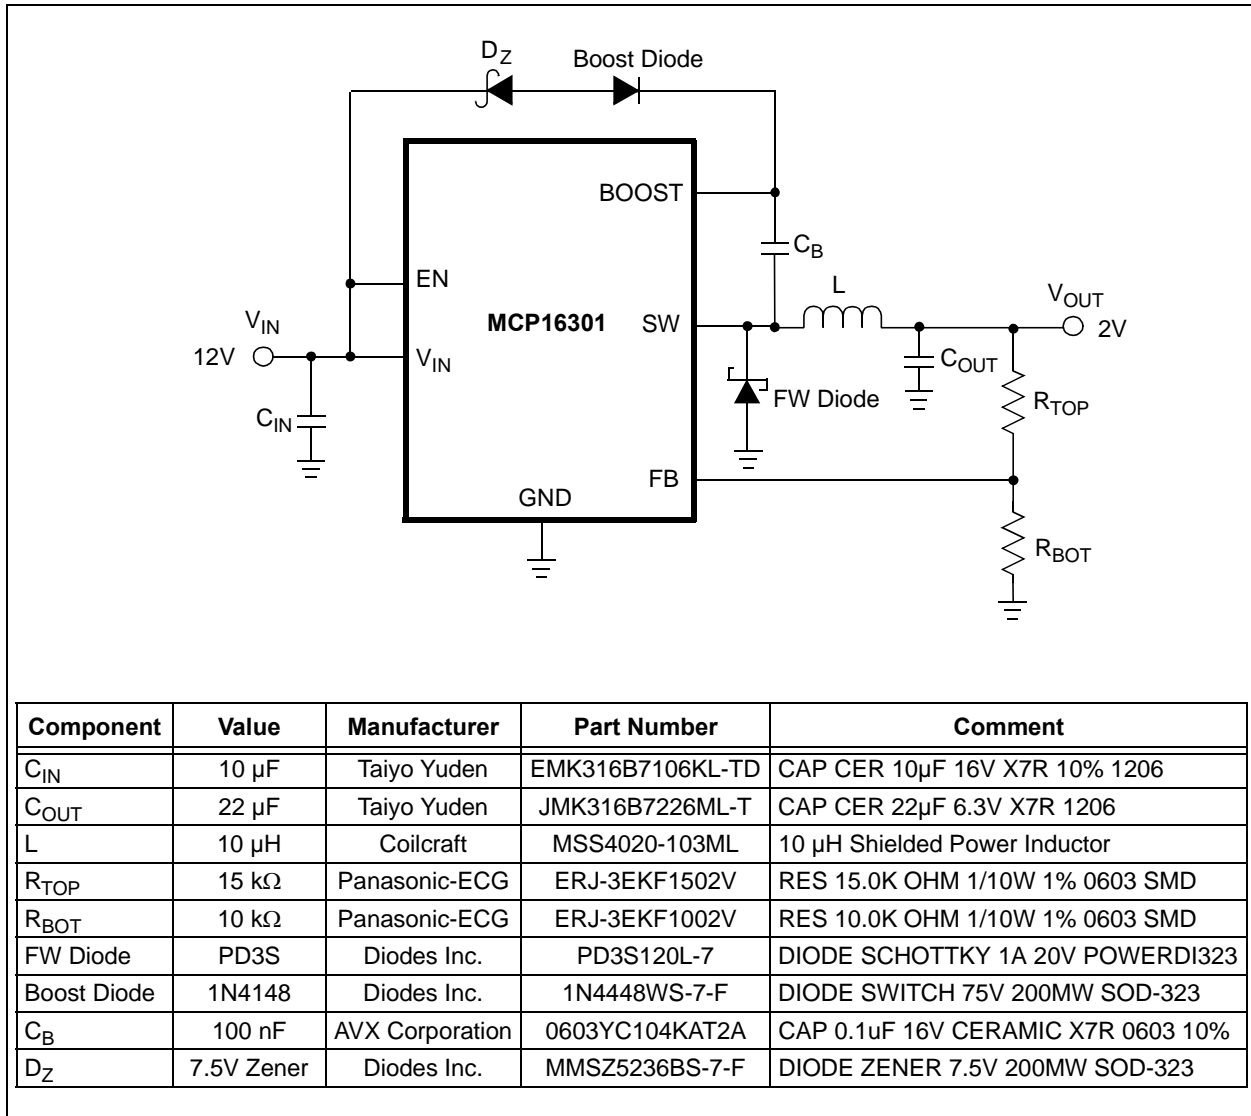 D_Z
Boost Diode
BOOST
C_B
EN
L
V_OUT
V_IN
MCP16301
SW
2V
12V
V_IN
C_OUT
FW Diode
R_TOP
C_IN
FB
GND
R_BOT
Component Value Manufacturer Part Number Comment
C_IN 10 µF Taiyo Yuden EMK316B7106KL-TD CAP CER 10µF 16V X7R 10% 1206
C_OUT 22 µF Taiyo Yuden JMK316B7226ML-T CAP CER 22µF 6.3V X7R 1206
L 10 µH Coilcraft MSS4020-103ML 10 µH Shielded Power Inductor
R_TOP 15 kΩ Panasonic-ECG ERJ-3EKF1502V RES 15.0K OHM 1/10W 1% 0603 SMD
R_BOT 10 kΩ Panasonic-ECG ERJ-3EKF1002V RES 10.0K OHM 1/10W 1% 0603 SMD
FW Diode PD3S Diodes Inc. PD3S120L-7 DIODE SCHOTTKY 1A 20V POWERDI323
Boost Diode 1N4148 Diodes Inc. 1N4448WS-7-F DIODE SWITCH 75V 200MW SOD-323
C_B 100 nF AVX Corporation 0603YC104KAT2A CAP 0.1uF 16V CERAMIC X7R 0603 10%
D_Z 7.5V Zener Diodes Inc. MMSZ5236BS-7-F DIODE ZENER 7.5V 200MW SOD-323